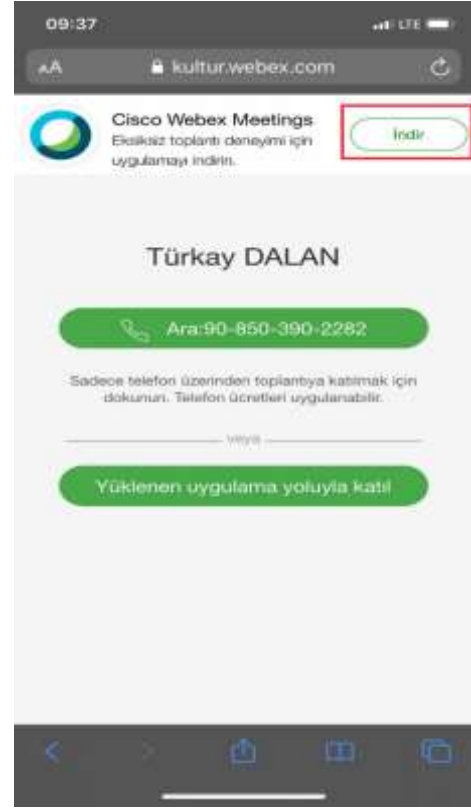 09:37
LTE
AA kultur.webex.com
Cisco Webex Meetings
Eksiksiz toplantı deneyimi için
uygulamayı indirin.
İndir
Türkay DALAN
Ara:90-850-390-2282
Sadece telefon üzerinden toplantıya katılmak için
dokunun. Telefon ücretleri uygulanabilir.
veya
Yüklenen uygulama yoluyla katıl